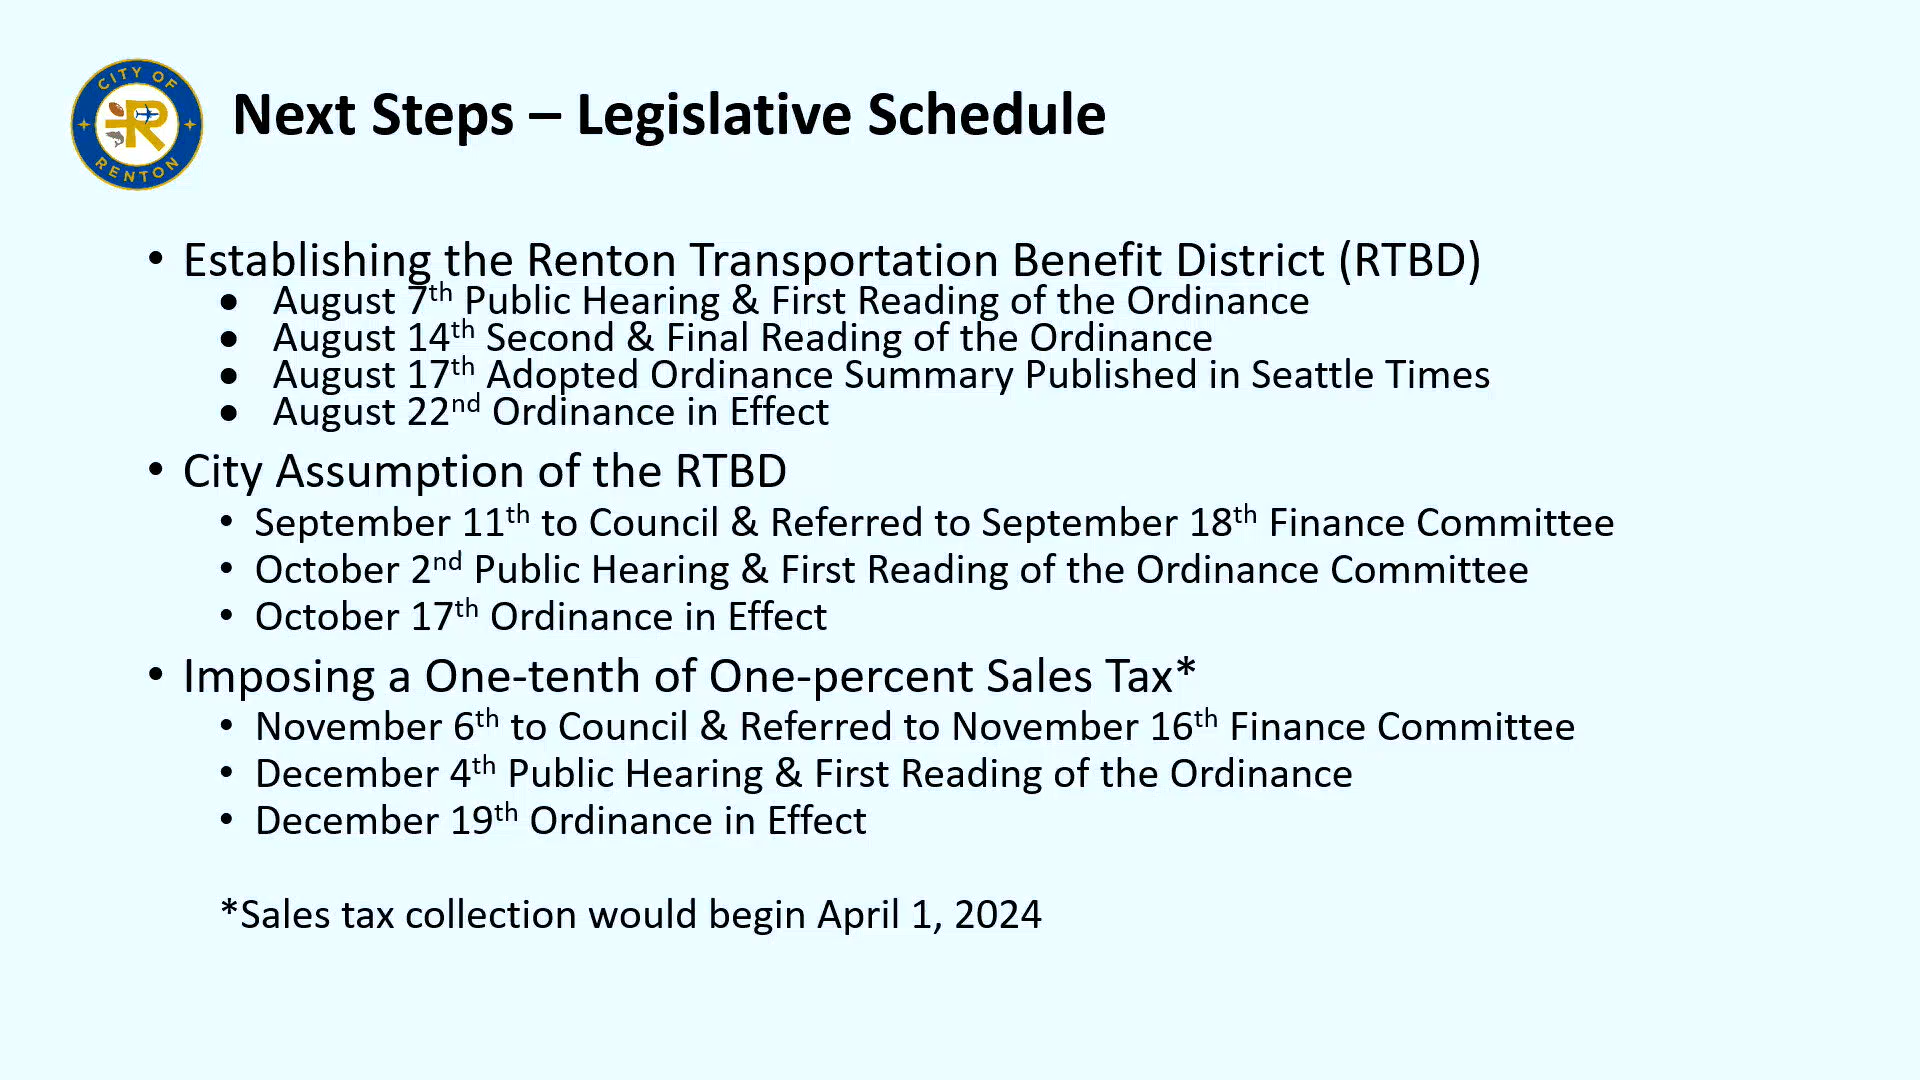 CITY OF
RENTON
Next Steps – Legislative Schedule
• Establishing the Renton Transportation Benefit District (RTBD)
• August 7th Public Hearing & First Reading of the Ordinance
• August 14th Second & Final Reading of the Ordinance
• August 17th Adopted Ordinance Summary Published in Seattle Times
• August 22nd Ordinance in Effect
• City Assumption of the RTBD
• September 11th to Council & Referred to September 18th Finance Committee
• October 2nd Public Hearing & First Reading of the Ordinance Committee
• October 17th Ordinance in Effect
• Imposing a One-tenth of One-percent Sales Tax*
• November 6th to Council & Referred to November 16th Finance Committee
• December 4th Public Hearing & First Reading of the Ordinance
• December 19th Ordinance in Effect
*Sales tax collection would begin April 1, 2024